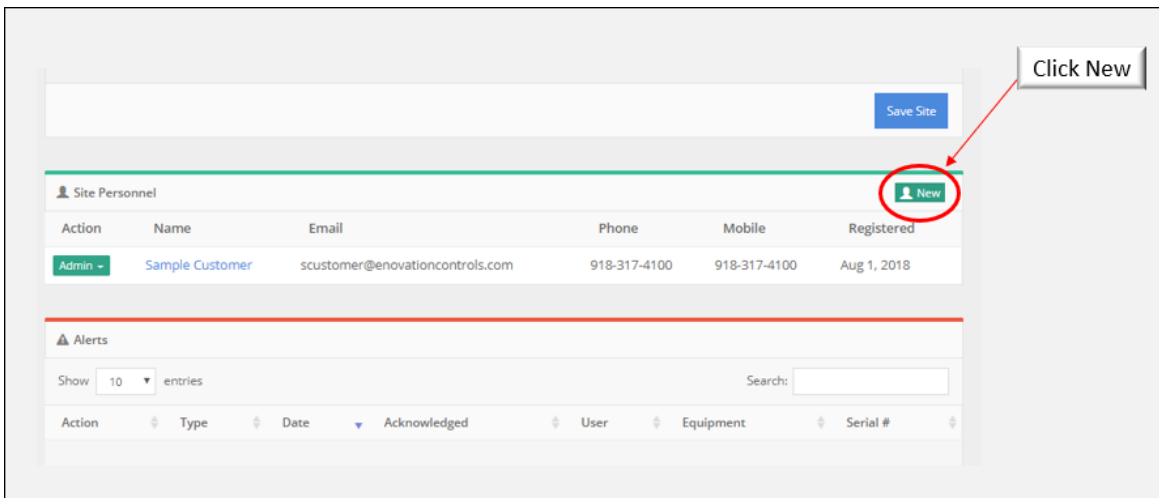 Click New
Save Site
Site Personnel New
Action Name Email Phone Mobile Registered
Admin Sample Customer scustomer@enovationcontrols.com 918-317-4100 918-317-4100 Aug 1, 2018
Alerts
Show 10 entries Search:
Action Type Date Acknowledged User Equipment Serial #